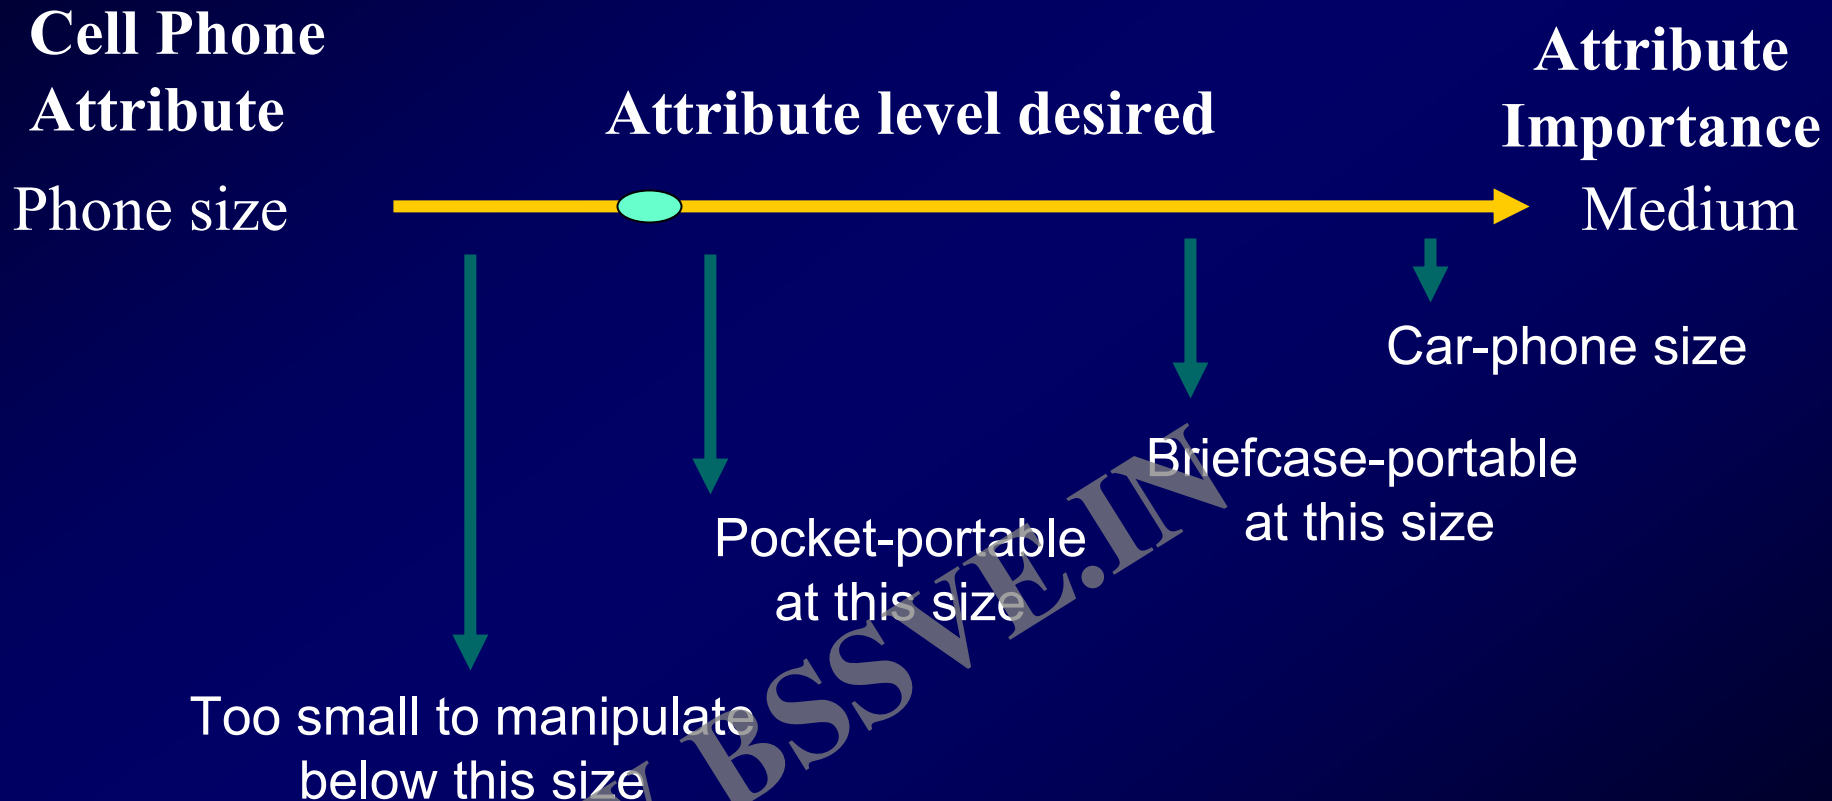 Cell Phone
Attribute
Attribute level desired
Attribute
Importance
Phone size
Medium
Car-phone size
Briefcase-portable
at this size
Pocket-portable
at this size
Too small to manipulate
below this size
BSSVE.IN